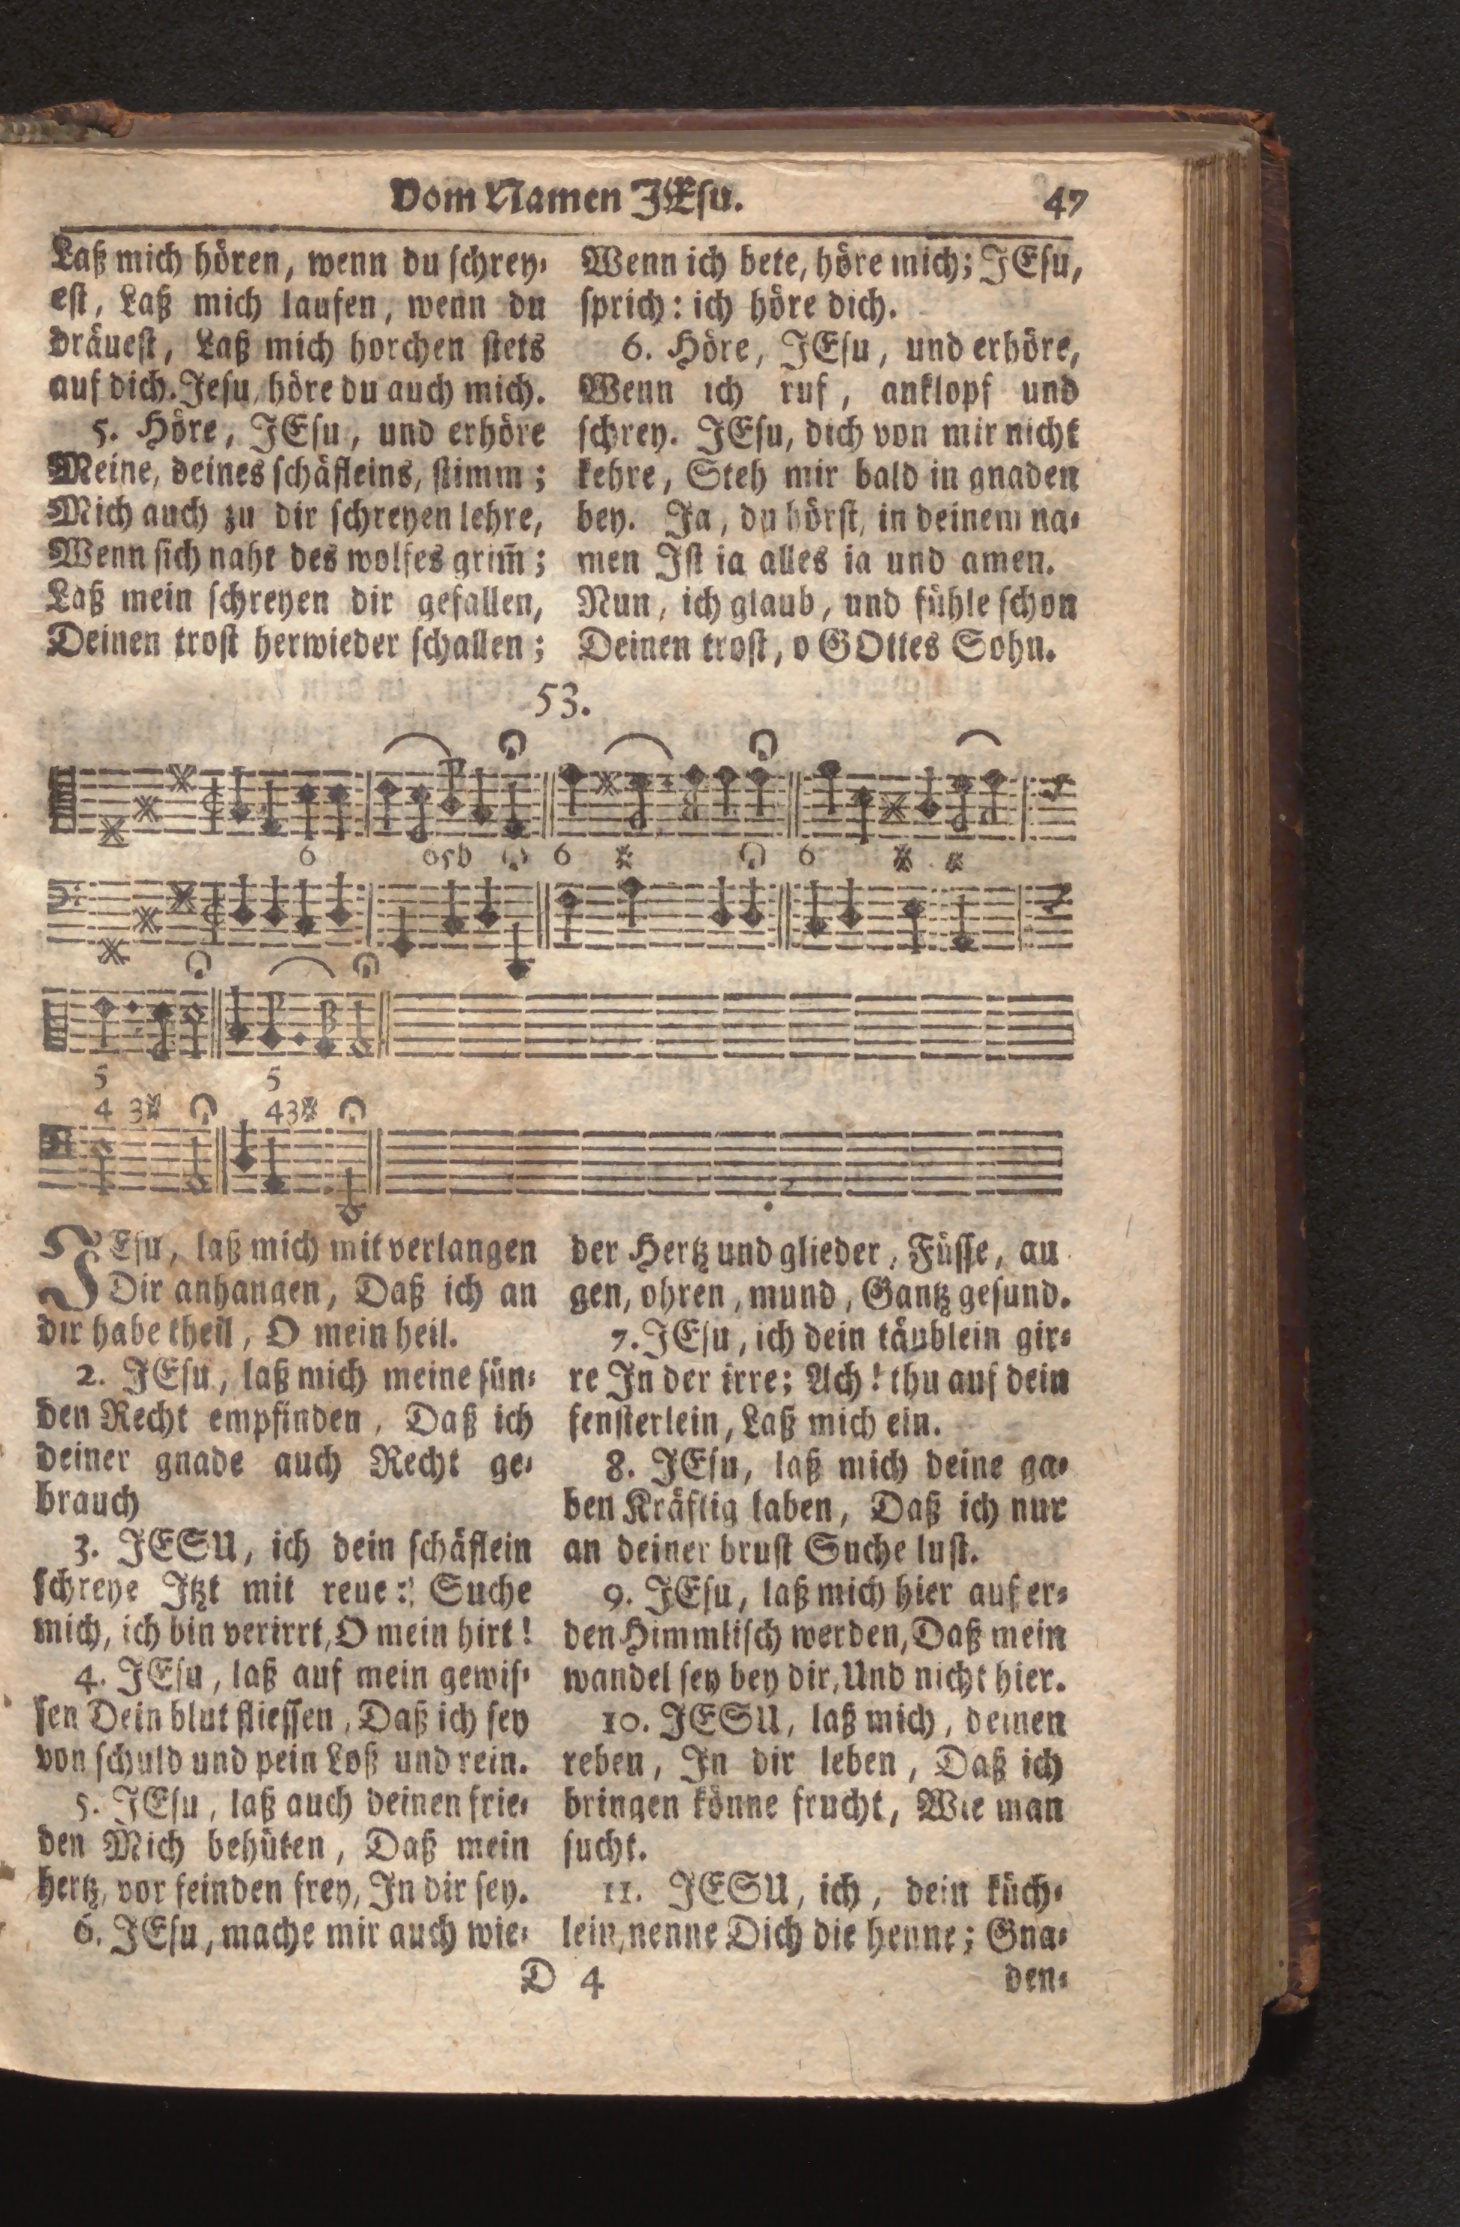 Vom Namen JEsu.
47
Laß mich hören, wenn du schrey-
est, Laß mich laufen, wenn du
dräuest, Laß mich horchen stets
auf dich. Jesu, höre du auch mich.
5. Höre, JEsu, und erhöre
Meine, deines schäfleins, stimm;
Mich auch zu dir schreyen lehre,
Wenn sich naht des wolfes grim̃;
Laß mein schreyen dir gefallen,
Deinen trost herwieder schallen;
Wenn ich bete, höre mich; JEsu,
sprich: ich höre dich.
6. Höre, JEsu, und erhöre,
Wenn ich ruf, anklopf und
schrey. JEsu, dich von mir nicht
kehre, Steh mir bald in gnaden
bey. Ja, du hörst, in deinem na-
men Ist ia alles ia und amen.
Nun, ich glaub, und fühle schon
Deinen trost, o GOttes Sohn.
53.
6 6 6
5 5
4 3 43
JEsu, laß mich mit verlangen
Dir anhangen, Daß ich an
dir habe theil, O mein heil.
2. JEsu, laß mich meine sün-
den Recht empfinden, Daß ich
deiner gnade auch Recht ge-
brauch
3. JESU, ich dein schäflein
schreye Itzt mit reue: Suche
mich, ich bin verirrt, O mein hirt!
4. JEsu, laß auf mein gewis-
sen Dein blut fliessen, Daß ich sey
von schuld und pein Loß und rein.
5. JEsu, laß auch deinen frie-
den Mich behüten, Daß mein
hertz, vor feinden frey, In dir sey.
6. JEsu, mache mir auch wie-
der Hertz und glieder, Füsse, au
gen, ohren, mund, Gantz gesund.
7. JEsu, ich dein täublein gir-
re In der irre; Ach! thu auf dein
fensterlein, Laß mich ein.
8. JEsu, laß mich deine ga-
ben Kräftig laben, Daß ich nur
an deiner brust Suche lust.
9. JEsu, laß mich hier auf er-
den Himmlisch werden, Daß mein
wandel sey bey dir, Und nicht hier.
10. JESU, laß mich, deinen
reben, In dir leben, Daß ich
bringen könne frucht, Wie man
sucht.
11. JESU, ich, dein küch-
lein, nenne Dich die henne; Gna-
D 4
den-